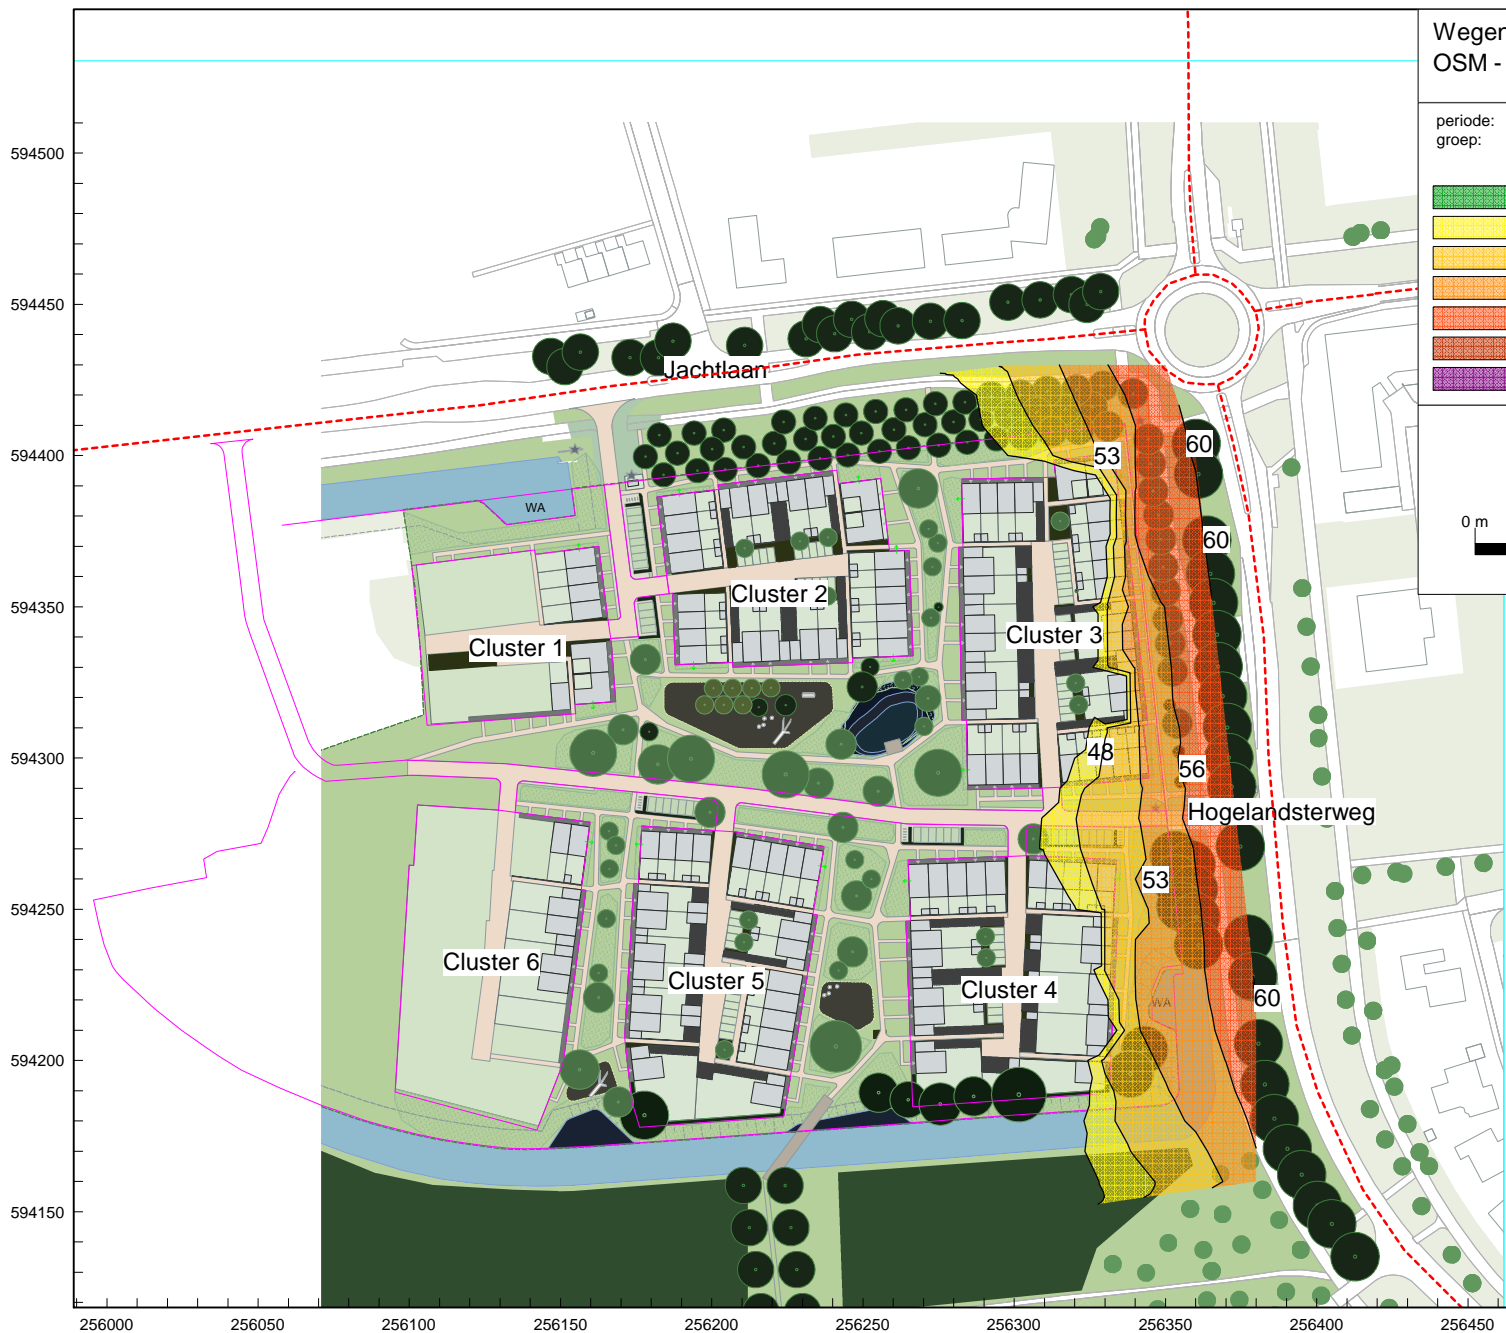 Wegen
OSM -
periode:
groep:
0 m
594500
594450
594400
594350
594300
594250
594200
594150
Jachtlaan
53
60
WA
60
Cluster 2
Cluster 1
Cluster 3
48
56
Hogelandsterweg
53
Cluster 6
Cluster 5
Cluster 4
WA
60
256000
256050
256100
256150
256200
256250
256300
256350
256400
256450